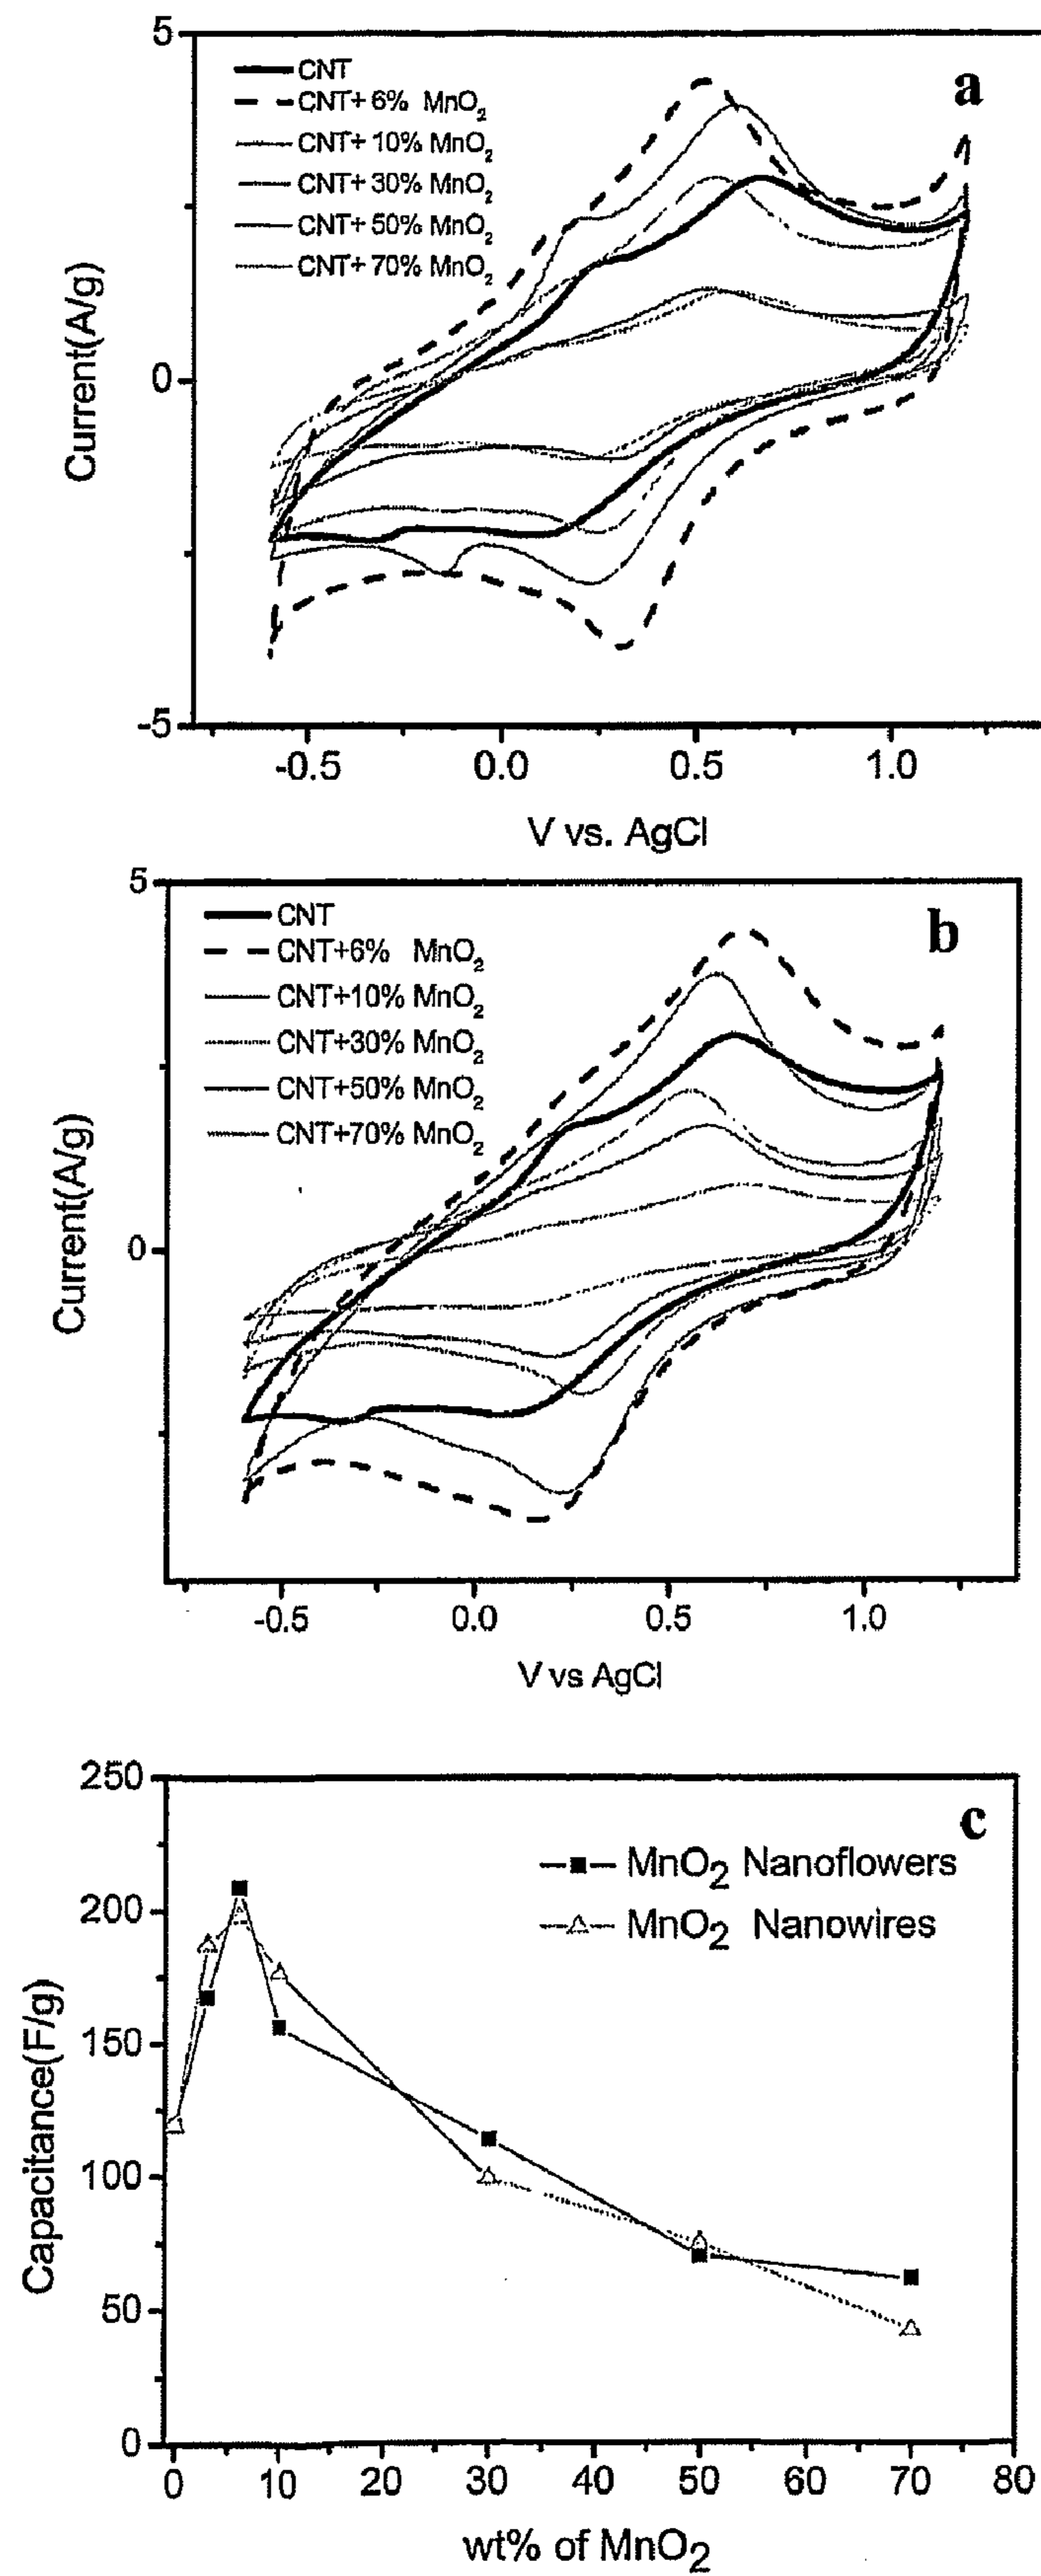 5
0
-5
Current(A/g)
CNT
CNT+ 6% MnO₂
CNT+ 10% MnO₂
CNT+ 30% MnO₂
CNT+ 50% MnO₂
CNT+ 70% MnO₂
a
-0.5 0.0 0.5 1.0
V vs. AgCl
5
0
Current(A/g)
CNT
CNT+6% MnO₂
CNT+10% MnO₂
CNT+30% MnO₂
CNT+50% MnO₂
CNT+70% MnO₂
b
-0.5 0.0 0.5 1.0
V vs AgCl
250
200
150
100
50
0
Capacitance(F/g)
c
MnO₂ Nanoflowers
MnO₂ Nanowires
0 10 20 30 40 50 60 70 80
wt% of MnO₂